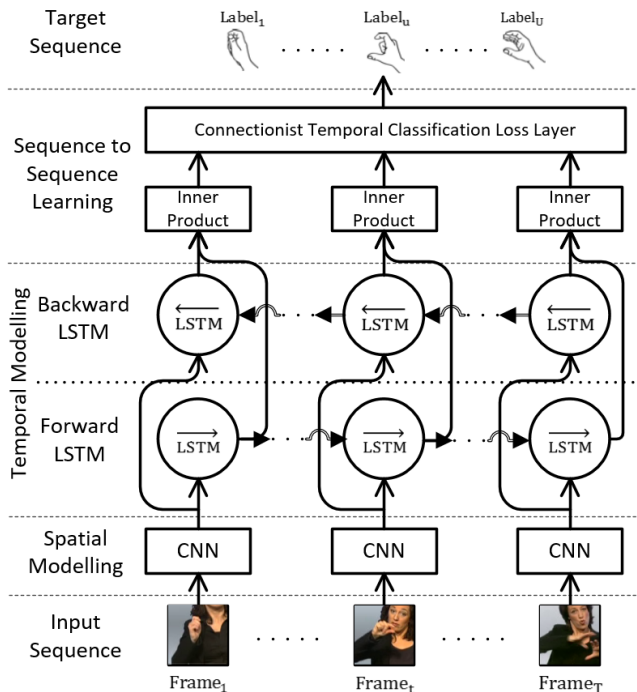 Target
Sequence
Label₁ . . . . . Labelᵤ . . . . . Label_U
Connectionist Temporal Classification Loss Layer
Sequence to
Sequence
Learning
Inner
Product
Inner
Product
Inner
Product
Temporal Modelling
Backward
LSTM
LSTM
LSTM
LSTM
Forward
LSTM
LSTM
LSTM
LSTM
Spatial
Modelling
CNN
CNN
CNN
Input
Sequence
Frame₁
Frameₜ
Frame_T